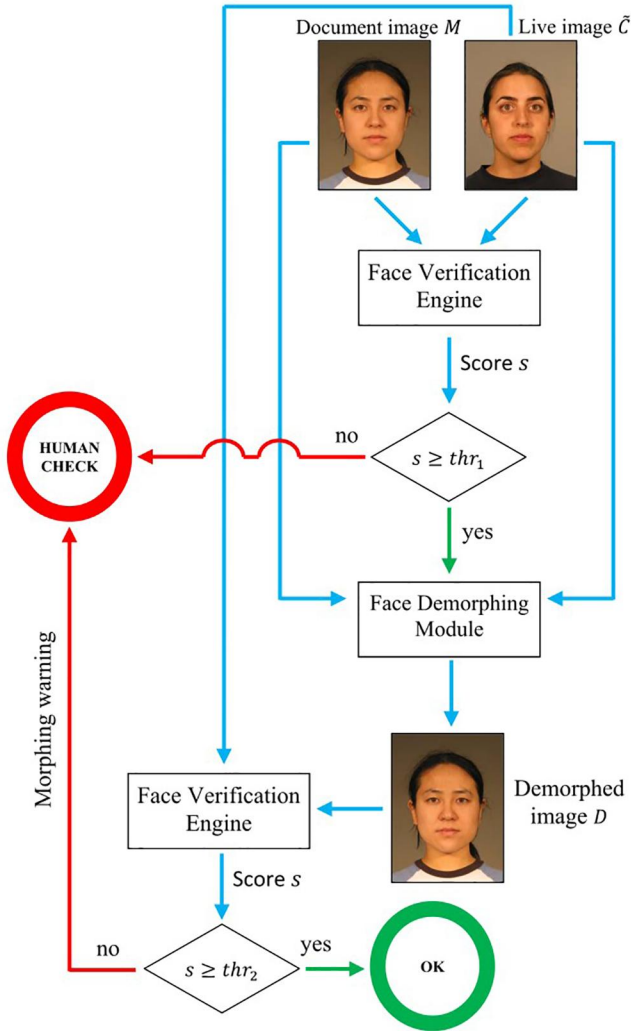 Document image M
Live image C̃
Face Verification
Engine
Score s
no
s ≥ thr₁
HUMAN
CHECK
yes
Face Demorphing
Module
Morphing warning
Demorphed
image D
Face Verification
Engine
Score s
no
s ≥ thr₂
yes
OK